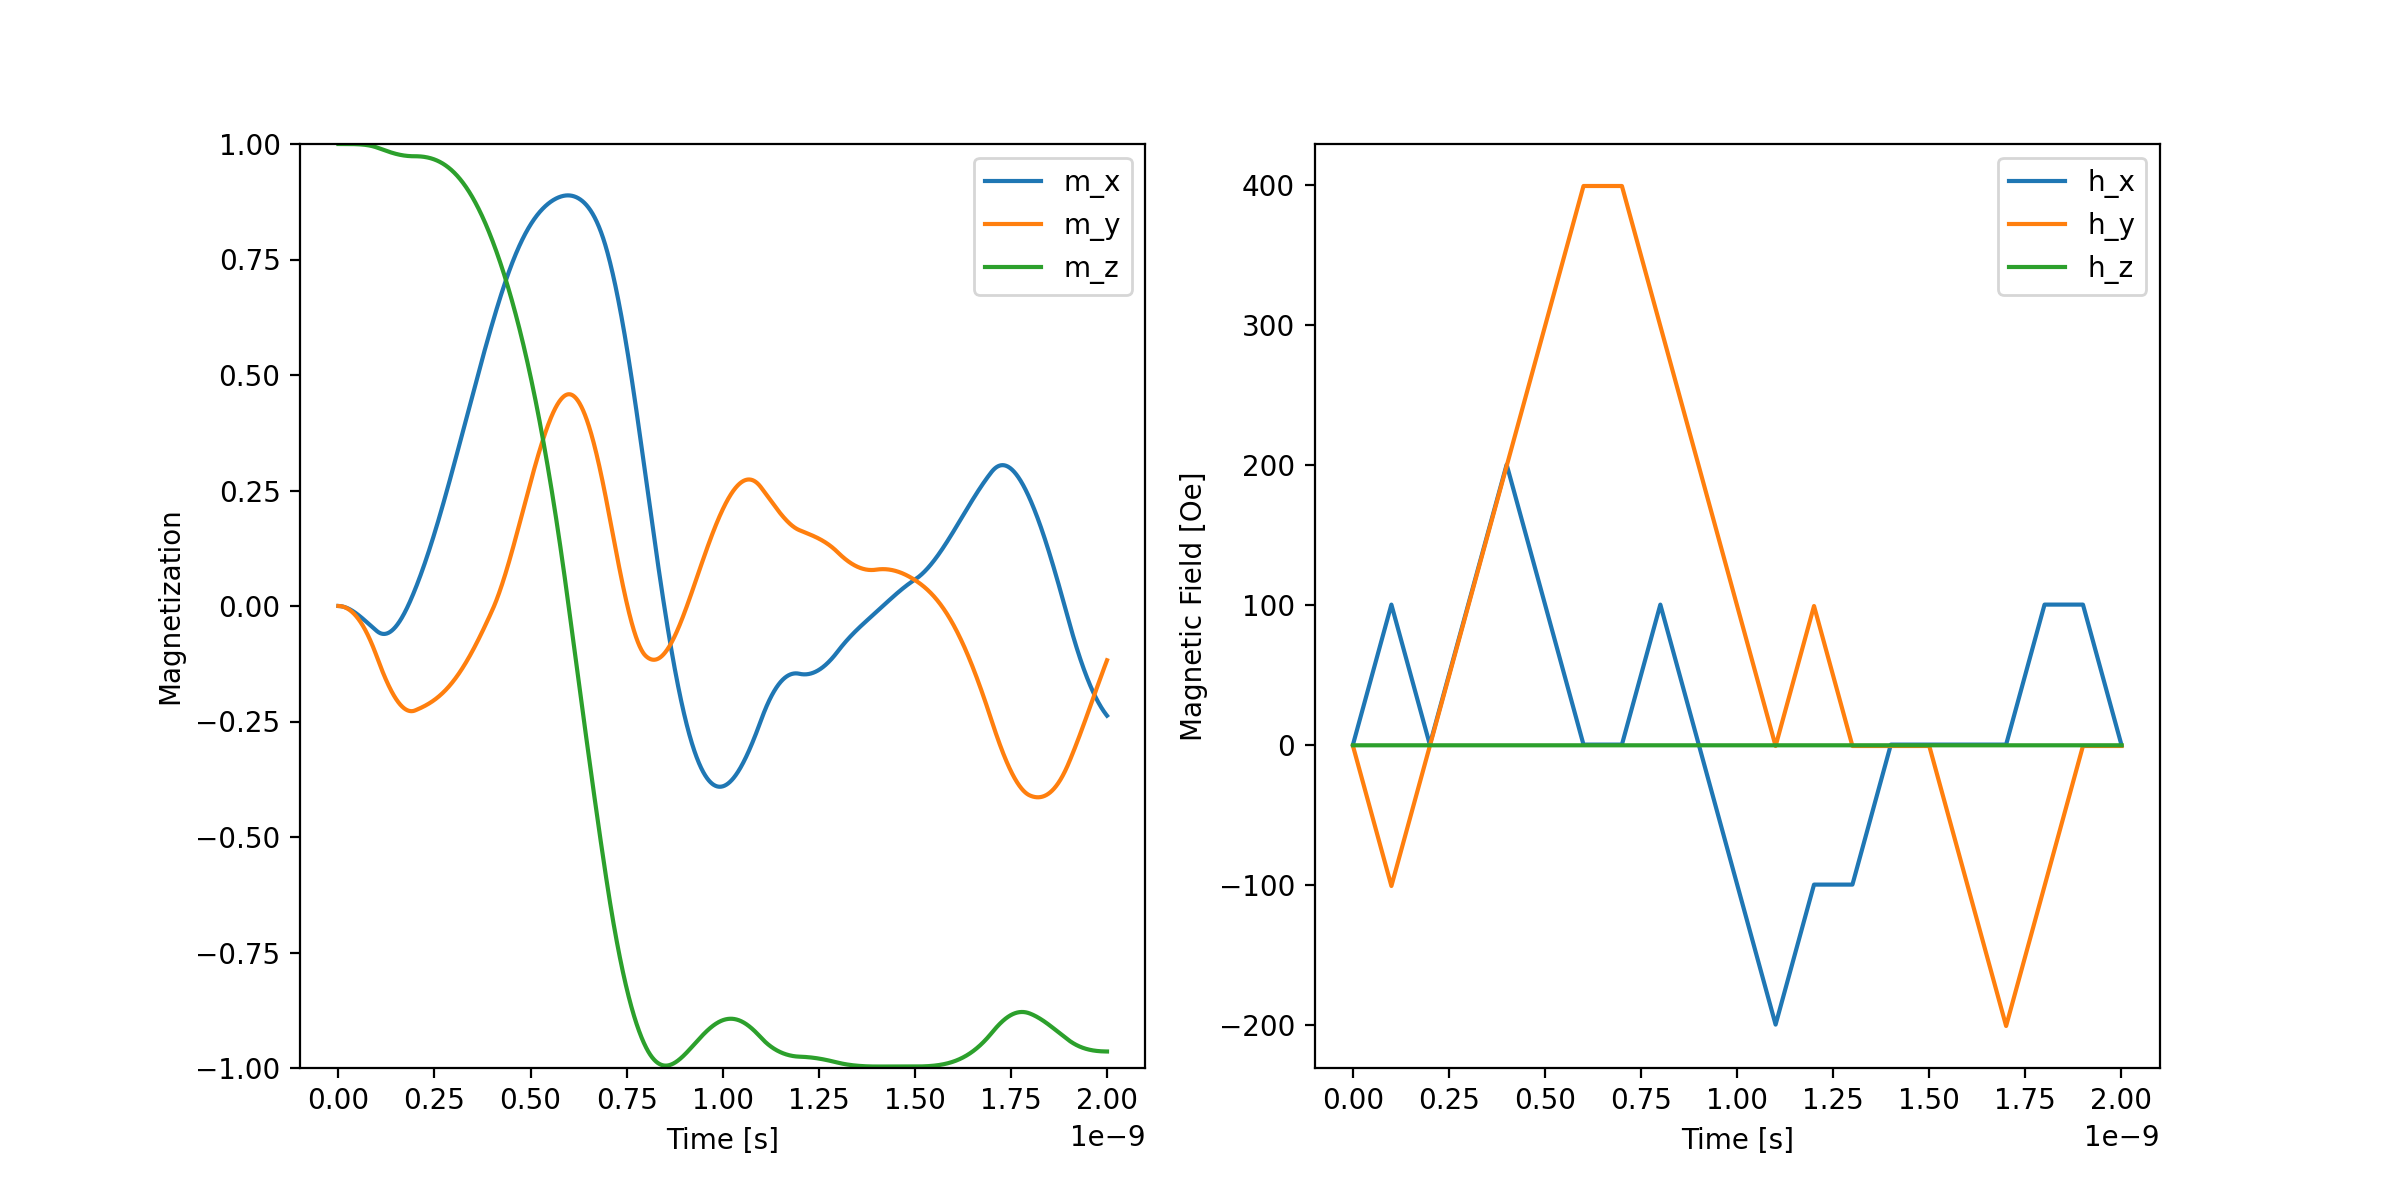 1.00
0.75
0.50
0.25
0.00
−0.25
−0.50
−0.75
−1.00
Magnetization
m_x
m_y
m_z
0.00 0.25 0.50 0.75 1.00 1.25 1.50 1.75 2.00
Time [s]
1e−9
400
300
200
100
0
−100
−200
Magnetic Field [Oe]
h_x
h_y
h_z
0.00 0.25 0.50 0.75 1.00 1.25 1.50 1.75 2.00
Time [s]
1e−9